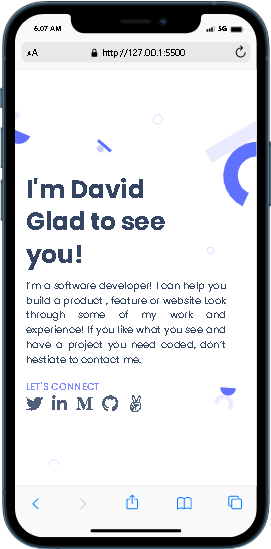 6.07 AM
5G
AA
http://127.00.1:5500
I'm David
Glad to see
you!
I'm a software developer! I can help you
build a product , feature or website Look
through some of my work and
experience! If you like what you see and
have a project you need coded, don't
hestiate to contact me.
LET'S CONNECT